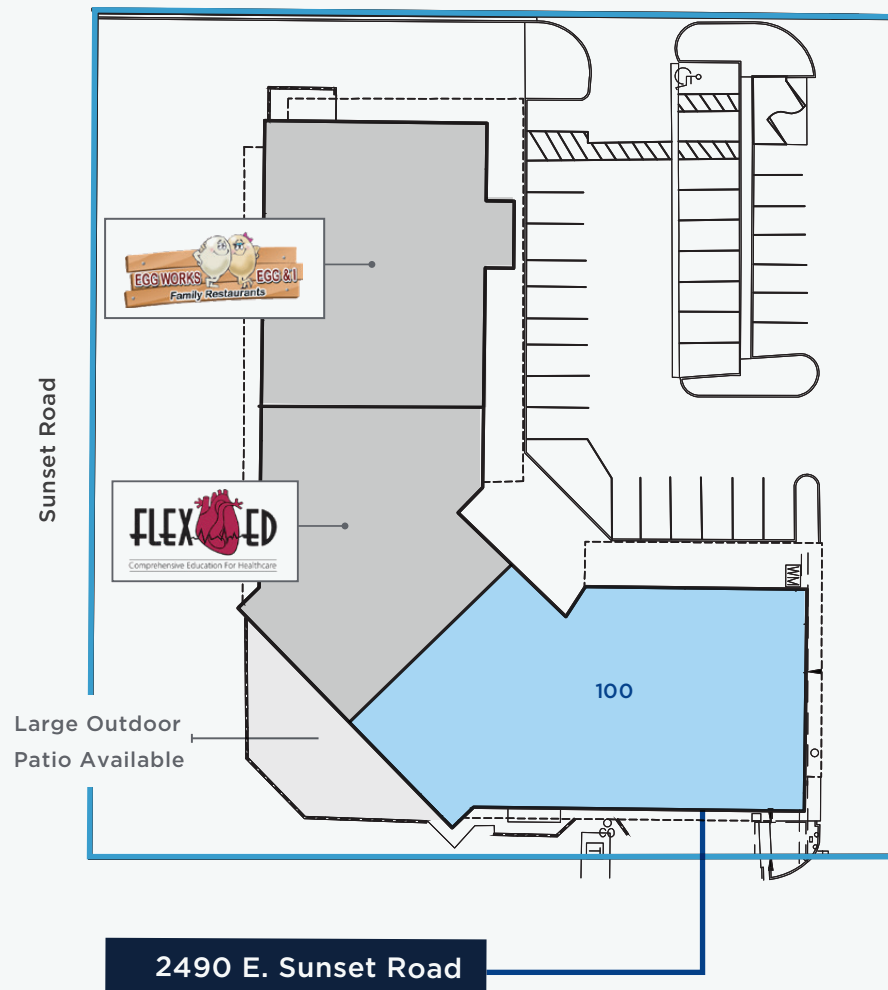 EGG WORKS
EGG & I
Family Restaurants
Sunset Road
FLEX ED
Comprehensive Education For Healthcare
WM
100
Large Outdoor
Patio Available
2490 E. Sunset Road